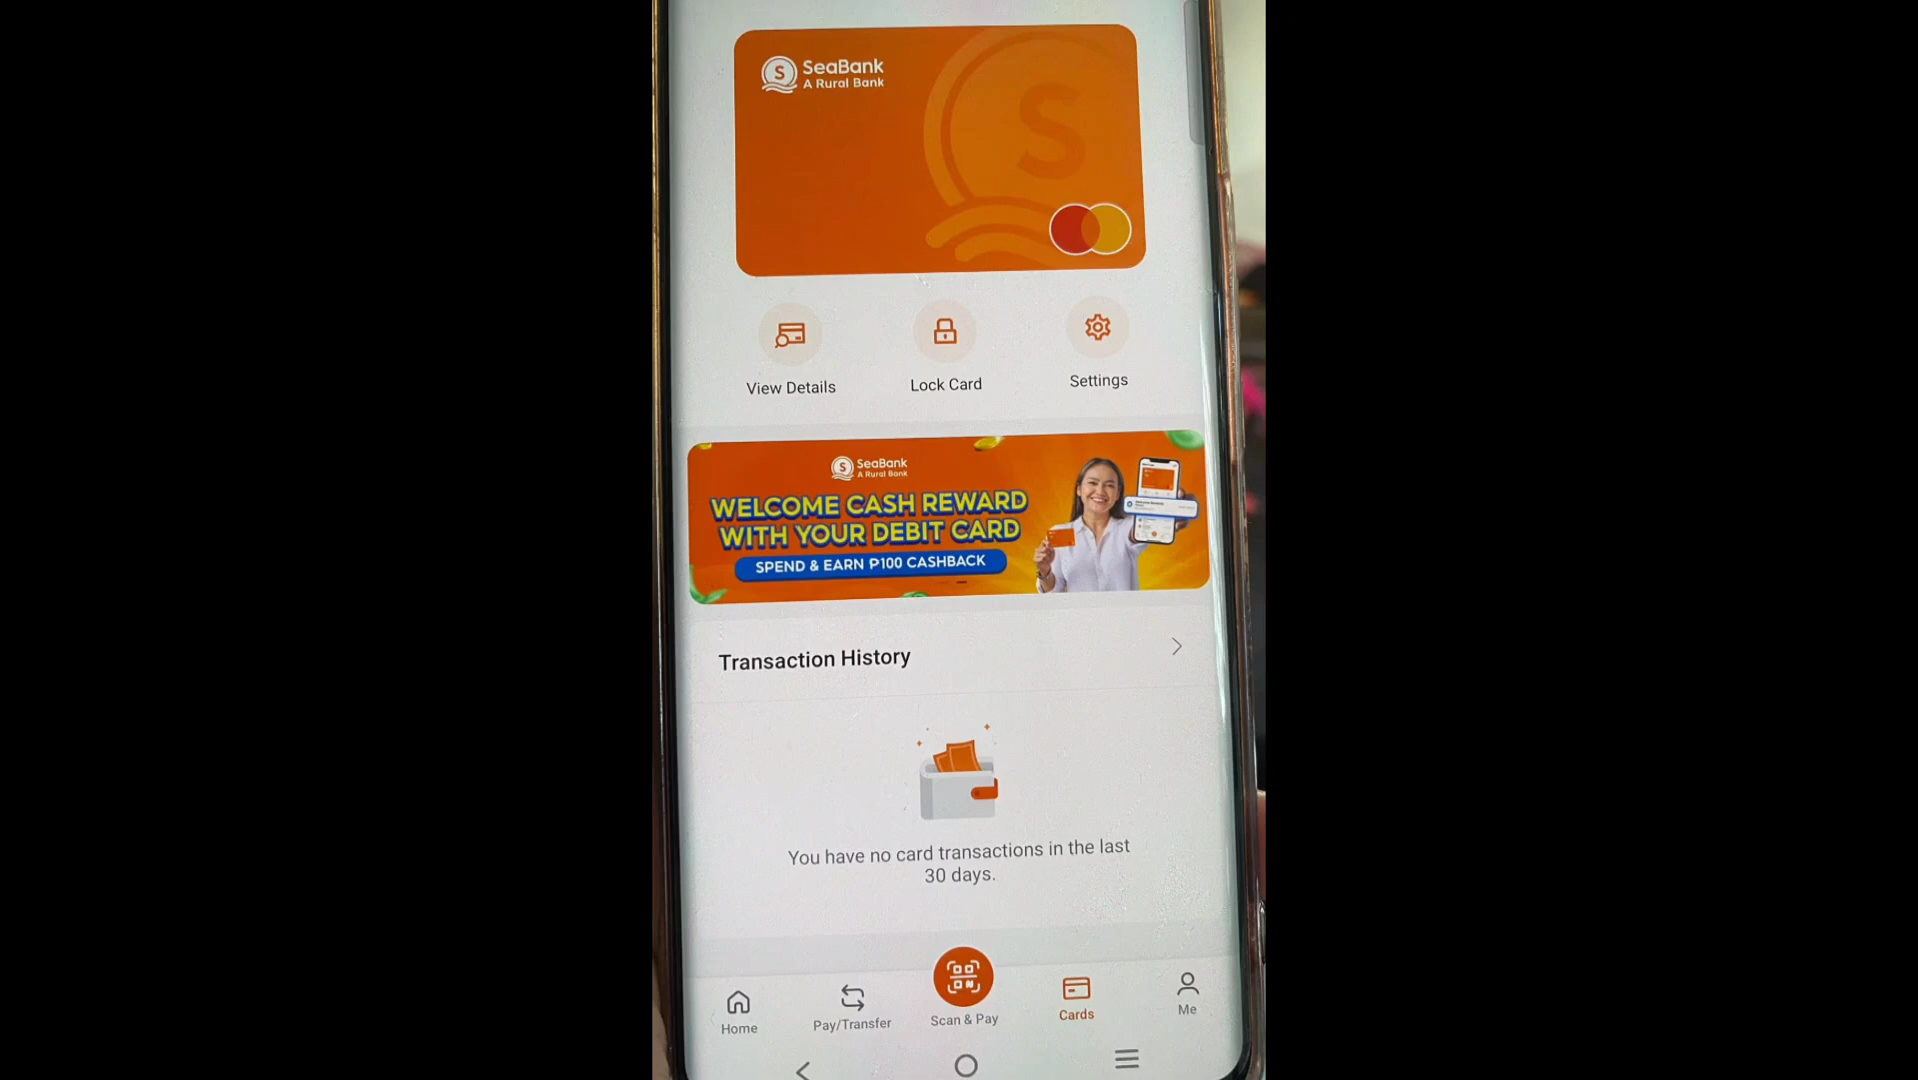 S
SeaBank
A Rural Bank
S
View Details
Lock Card
Settings
S
SeaBank
A Rural Bank
WELCOME CASH REWARD
WITH YOUR DEBIT CARD
SPEND & EARN ₱100 CASHBACK
Transaction History
You have no card transactions in the last
30 days.
Home
Pay/Transfer
Scan & Pay
Cards
Me